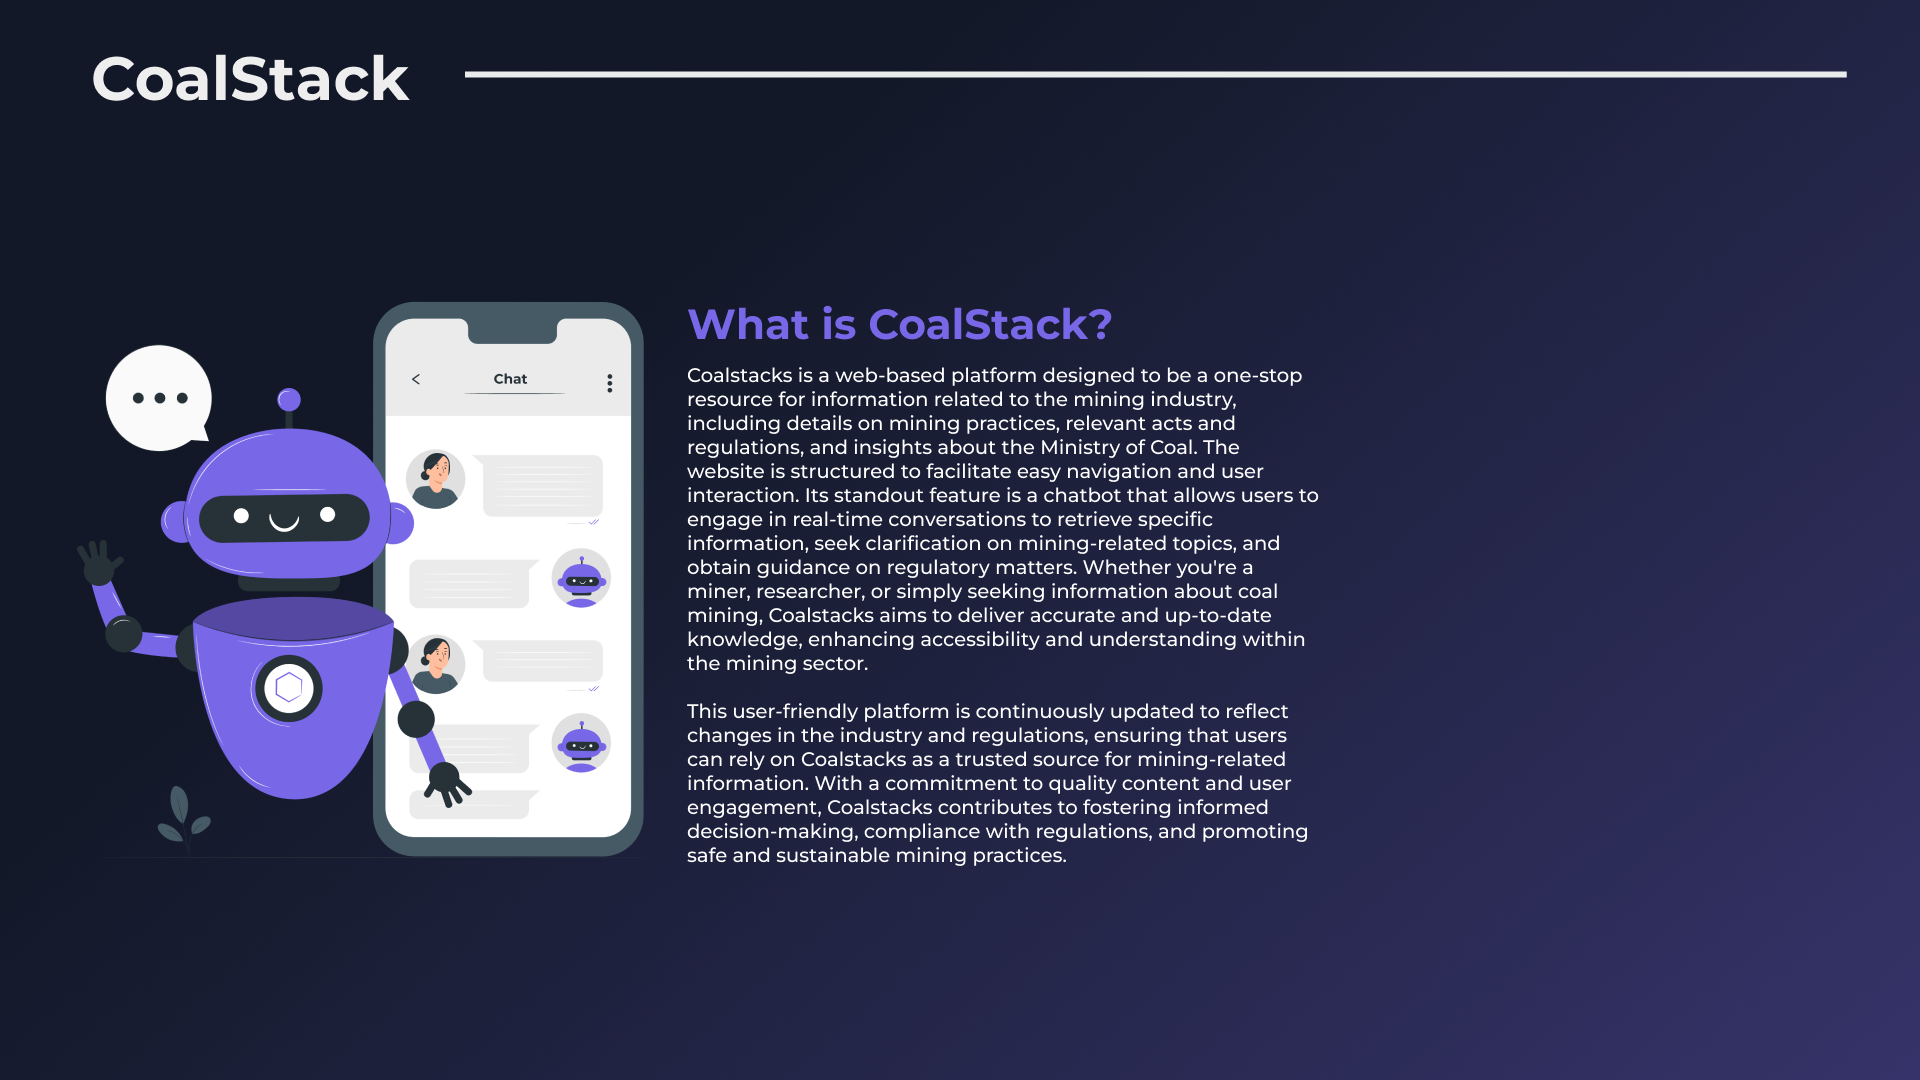 CoalStack
Chat
What is CoalStack?
Coalstacks is a web-based platform designed to be a one-stop
resource for information related to the mining industry,
including details on mining practices, relevant acts and
regulations, and insights about the Ministry of Coal. The
website is structured to facilitate easy navigation and user
interaction. Its standout feature is a chatbot that allows users to
engage in real-time conversations to retrieve specific
information, seek clarification on mining-related topics, and
obtain guidance on regulatory matters. Whether you're a
miner, researcher, or simply seeking information about coal
mining, Coalstacks aims to deliver accurate and up-to-date
knowledge, enhancing accessibility and understanding within
the mining sector.
This user-friendly platform is continuously updated to reflect
changes in the industry and regulations, ensuring that users
can rely on Coalstacks as a trusted source for mining-related
information. With a commitment to quality content and user
engagement, Coalstacks contributes to fostering informed
decision-making, compliance with regulations, and promoting
safe and sustainable mining practices.